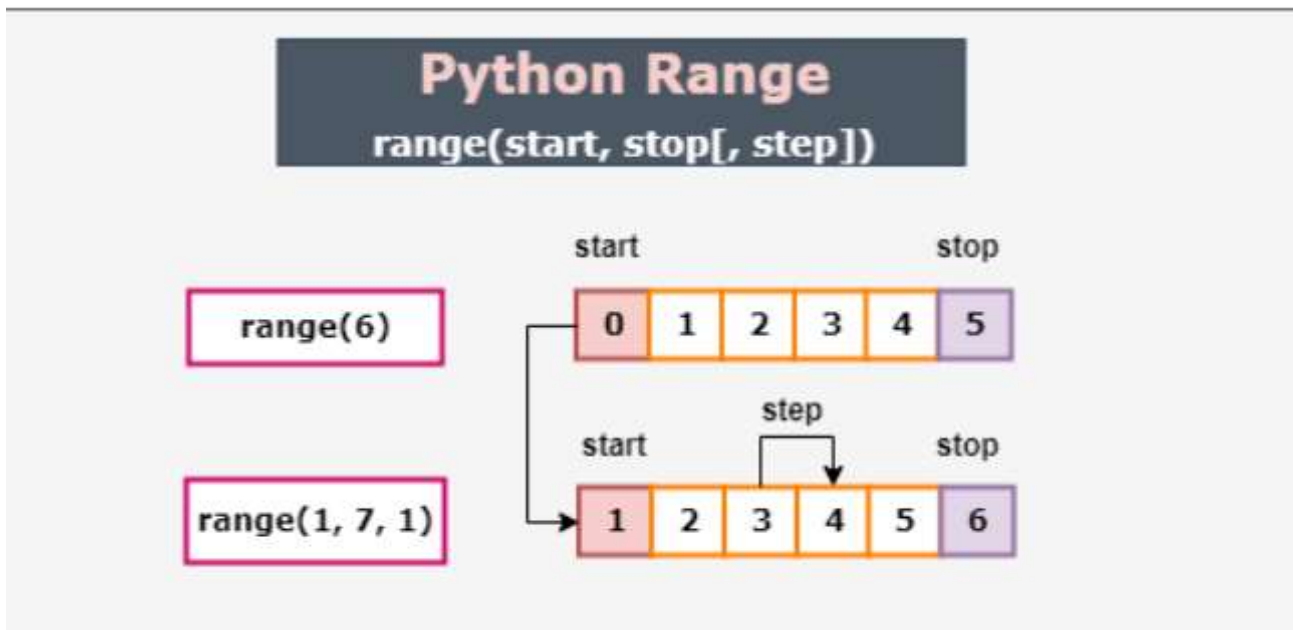 Python Range
range(start, stop[, step])
start stop
range(6) 0 1 2 3 4 5
step
start stop
range(1, 7, 1) 1 2 3 4 5 6